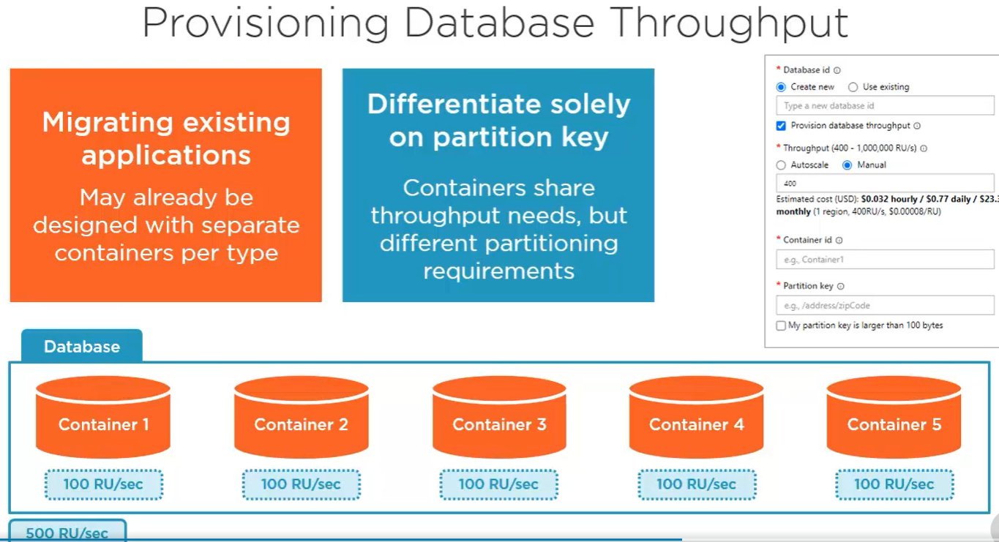 Provisioning Database Throughput
Migrating existing
applications
May already be
designed with separate
containers per type
Differentiate solely
on partition key
Containers share
throughput needs, but
different partitioning
requirements
* Database id
Create new Use existing
Type a new database id
Provision database throughput
* Throughput (400 - 1,000,000 RU/s)
Autoscale Manual
400
Estimated cost (USD): $0.032 hourly / $0.77 daily / $23.3
monthly (1 region, 400RU/s, $0.00008/RU)
* Container id
e.g., Container1
* Partition key
e.g., /address/zipCode
My partition key is larger than 100 bytes
Database
Container 1 Container 2 Container 3 Container 4 Container 5
100 RU/sec 100 RU/sec 100 RU/sec 100 RU/sec 100 RU/sec
500 RU/sec